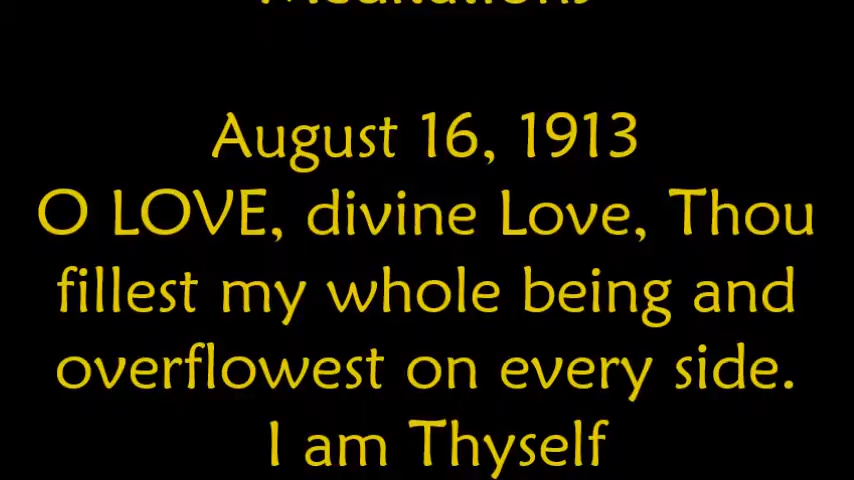 Meditations
August 16, 1913
O LOVE, divine Love, Thou
fillest my whole being and
overflowest on every side.
I am Thyself